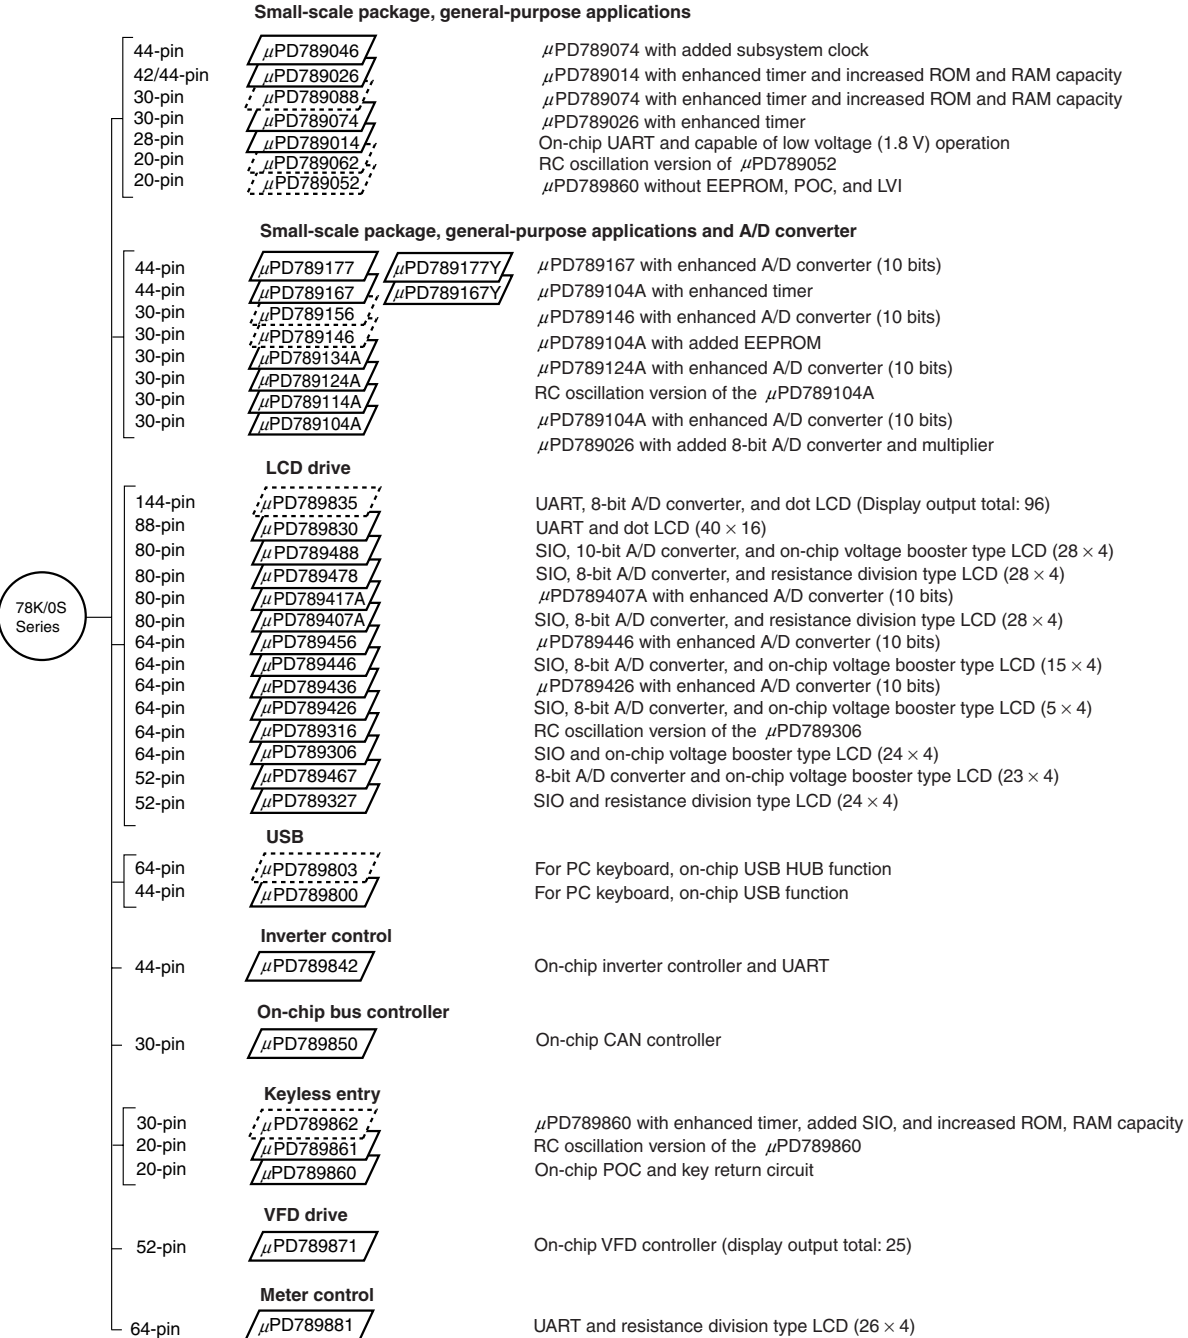 Small-scale package, general-purpose applications
44-pin μPD789046 μPD789074 with added subsystem clock
42/44-pin μPD789026 μPD789014 with enhanced timer and increased ROM and RAM capacity
30-pin μPD789088 μPD789074 with enhanced timer and increased ROM and RAM capacity
30-pin μPD789074 μPD789026 with enhanced timer
28-pin μPD789014 On-chip UART and capable of low voltage (1.8 V) operation
20-pin μPD789062 RC oscillation version of μPD789052
20-pin μPD789052 μPD789860 without EEPROM, POC, and LVI
Small-scale package, general-purpose applications and A/D converter
44-pin μPD789177 μPD789177Y μPD789167 with enhanced A/D converter (10 bits)
44-pin μPD789167 μPD789167Y μPD789104A with enhanced timer
30-pin μPD789156 μPD789146 with enhanced A/D converter (10 bits)
30-pin μPD789146 μPD789104A with added EEPROM
30-pin μPD789134A μPD789124A with enhanced A/D converter (10 bits)
30-pin μPD789124A RC oscillation version of the μPD789104A
30-pin μPD789114A μPD789104A with enhanced A/D converter (10 bits)
30-pin μPD789104A μPD789026 with added 8-bit A/D converter and multiplier
LCD drive
144-pin μPD789835 UART, 8-bit A/D converter, and dot LCD (Display output total: 96)
88-pin μPD789830 UART and dot LCD (40 × 16)
80-pin μPD789488 SIO, 10-bit A/D converter, and on-chip voltage booster type LCD (28 × 4)
80-pin μPD789478 SIO, 8-bit A/D converter, and resistance division type LCD (28 × 4)
80-pin μPD789417A μPD789407A with enhanced A/D converter (10 bits)
80-pin μPD789407A SIO, 8-bit A/D converter, and resistance division type LCD (28 × 4)
64-pin μPD789456 μPD789446 with enhanced A/D converter (10 bits)
64-pin μPD789446 SIO, 8-bit A/D converter, and on-chip voltage booster type LCD (15 × 4)
64-pin μPD789436 μPD789426 with enhanced A/D converter (10 bits)
64-pin μPD789426 SIO, 8-bit A/D converter, and on-chip voltage booster type LCD (5 × 4)
64-pin μPD789316 RC oscillation version of the μPD789306
64-pin μPD789306 SIO and on-chip voltage booster type LCD (24 × 4)
52-pin μPD789467 8-bit A/D converter and on-chip voltage booster type LCD (23 × 4)
52-pin μPD789327 SIO and resistance division type LCD (24 × 4)
78K/0S
Series
USB
64-pin μPD789803 For PC keyboard, on-chip USB HUB function
44-pin μPD789800 For PC keyboard, on-chip USB function
Inverter control
44-pin μPD789842 On-chip inverter controller and UART
On-chip bus controller
30-pin μPD789850 On-chip CAN controller
Keyless entry
30-pin μPD789862 μPD789860 with enhanced timer, added SIO, and increased ROM, RAM capacity
20-pin μPD789861 RC oscillation version of the μPD789860
20-pin μPD789860 On-chip POC and key return circuit
VFD drive
52-pin μPD789871 On-chip VFD controller (display output total: 25)
Meter control
64-pin μPD789881 UART and resistance division type LCD (26 × 4)